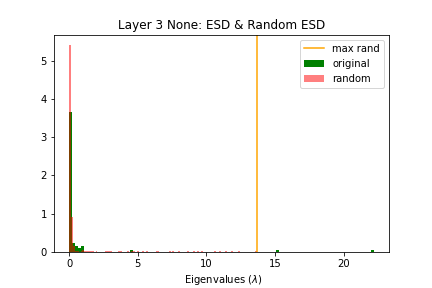 Layer 3 None: ESD & Random ESD
max rand
original
random
5
4
3
2
1
0
0 5 10 15 20
Eigenvalues (λ)